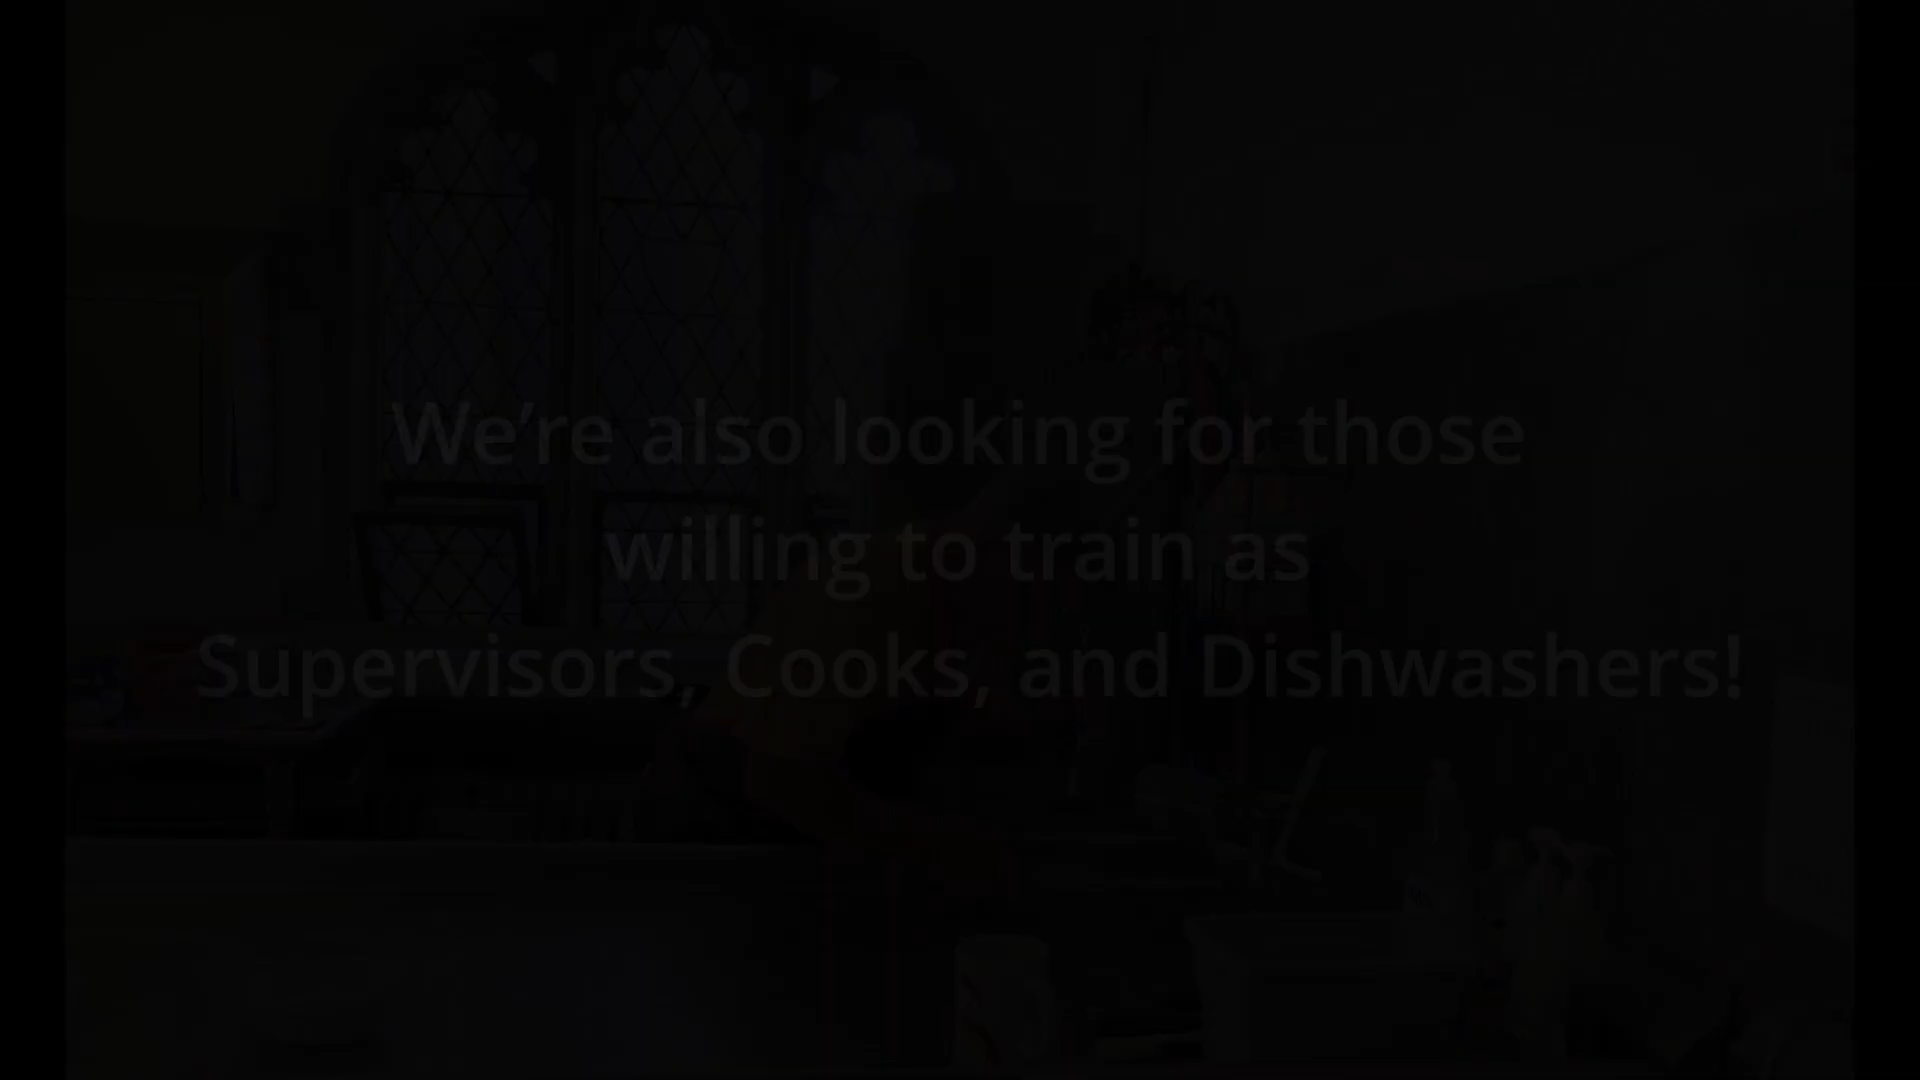 We’re also looking for those
willing to train as
Supervisors, Cooks, and Dishwashers!